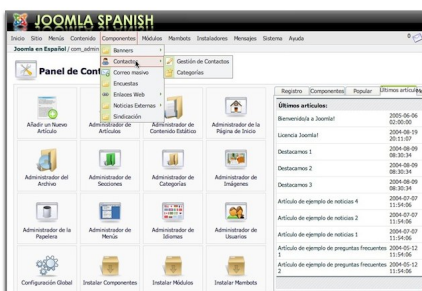 JOOMLA SPANISH
Inicio Sitio Menús Contenido Componentes Módulos Mambots Instaladores Mensajes Sistema Ayuda
Joomla en Español / com_admin
Banners
Contactos
Gestión de Contactos
Categorías
Correo masivo
Encuestas
Enlaces Web
Noticias Externas
Sindicación
Panel de Cont
Registro Componentes Popular Últimos artículos
Añadir un Nuevo Artículo
Administrador de Artículos
Administrador de Contenido Estático
Administrador de la Página de Inicio
Administrador del Archivo
Administrador de Secciones
Administrador de Categorías
Administrador de Imágenes
Administrador de la Papelera
Administrador de Menús
Administrador de Idiomas
Administrador de Usuarios
Configuración Global
Instalar Componentes
Instalar Módulos
Instalar Mambots
Últimos artículos:
Bienvenido/a a Joomla! 2005-06-06 02:00:00
Licencia Joomla! 2004-08-19 20:11:07
Destacamos 1 2004-08-09 08:30:34
Destacamos 2 2004-08-09 08:30:34
Destacamos 3 2004-08-09 08:30:34
Artículo de ejemplo de noticias 4 2004-07-07 11:54:06
Artículo de ejemplo de noticias 2 2004-07-07 11:54:06
Artículo de ejemplo de noticias 1 2004-07-07 11:54:06
Artículo de ejemplo de preguntas frecuentes 1 2004-05-12 11:54:06
Artículo de ejemplo de preguntas frecuentes 2 2004-05-12 11:54:06